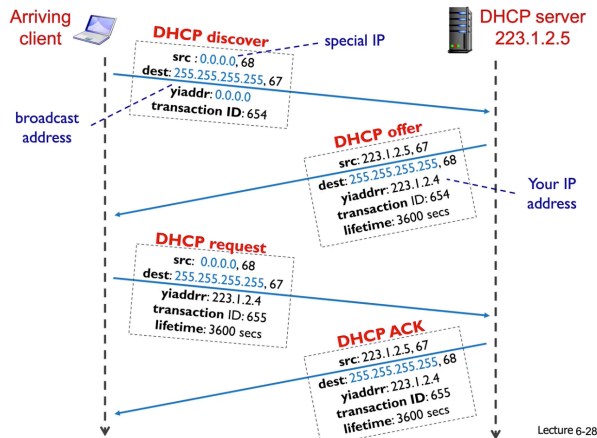 Arriving
client
DHCP server
223.1.2.5
DHCP discover
src : 0.0.0.0, 68
dest: 255.255.255.255, 67
yiaddr: 0.0.0.0
transaction ID: 654
special IP
broadcast
address
DHCP offer
src: 223.1.2.5, 67
dest: 255.255.255.255, 68
yiaddrr: 223.1.2.4
transaction ID: 654
lifetime: 3600 secs
Your IP
address
DHCP request
src: 0.0.0.0, 68
dest: 255.255.255.255, 67
yiaddrr: 223.1.2.4
transaction ID: 655
lifetime: 3600 secs
DHCP ACK
src: 223.1.2.5, 67
dest: 255.255.255.255, 68
yiaddrr: 223.1.2.4
transaction ID: 655
lifetime: 3600 secs
Lecture 6-28